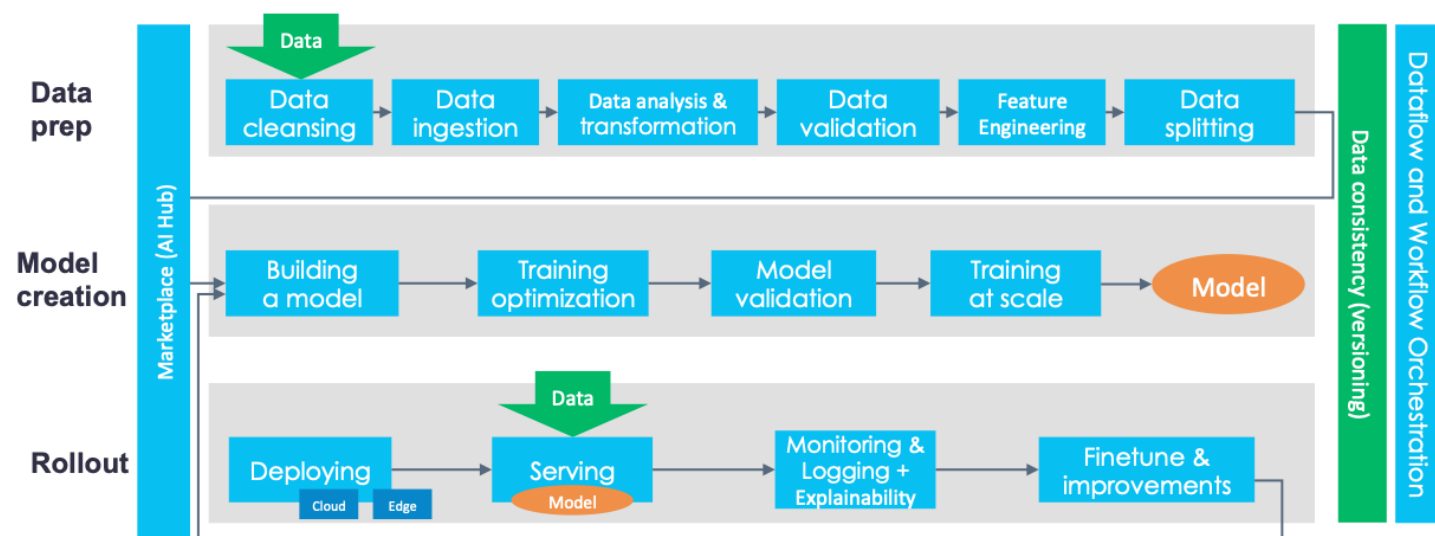 Data
prep
Marketplace (AI Hub)
Data
Data
cleansing
Data
ingestion
Data analysis &
transformation
Data
validation
Feature
Engineering
Data
splitting
Model
creation
Building
a model
Training
optimization
Model
validation
Training
at scale
Model
Rollout
Deploying
Cloud
Edge
Data
Serving
Model
Monitoring &
Logging +
Explainability
Finetune &
improvements
Data consistency (versioning)
Dataflow and Workflow Orchestration